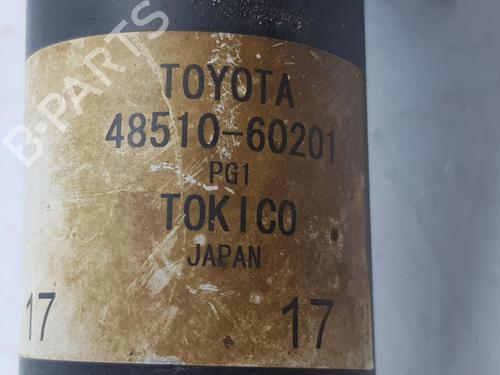 B-PARTS
TOYOTA
48510-60201
PG1
TOKICO
JAPAN
17 17